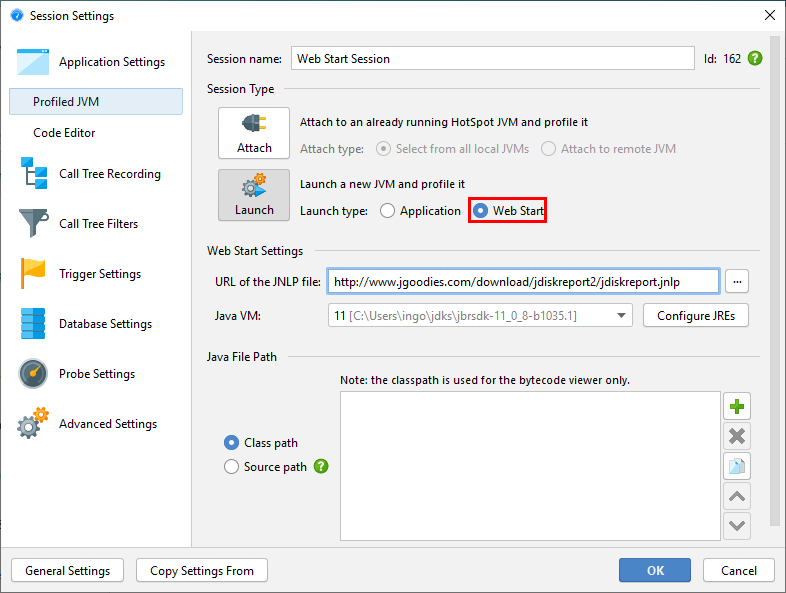 Session Settings
Application Settings
Profiled JVM
Code Editor
Call Tree Recording
Call Tree Filters
Trigger Settings
Database Settings
Probe Settings
Advanced Settings
Session name: Web Start Session Id: 162 ?
Session Type
Attach
Attach to an already running HotSpot JVM and profile it
Attach type: Select from all local JVMs Attach to remote JVM
Launch
Launch a new JVM and profile it
Launch type: Application Web Start
Web Start Settings
URL of the JNLP file: http://www.jgoodies.com/download/jdiskreport2/jdiskreport.jnlp ...
Java VM: 11 [C:\Users\ingo\jdks\jbrsdk-11_0_8-b1035.1] Configure JREs
Java File Path
Note: the classpath is used for the bytecode viewer only.
Class path
Source path ?
General Settings Copy Settings From OK Cancel